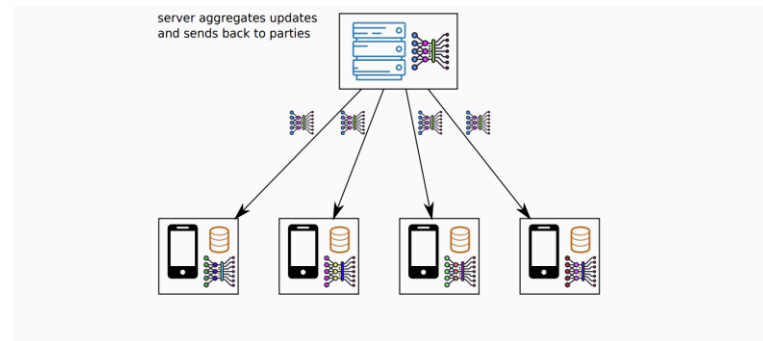 server aggregates updates
and sends back to parties